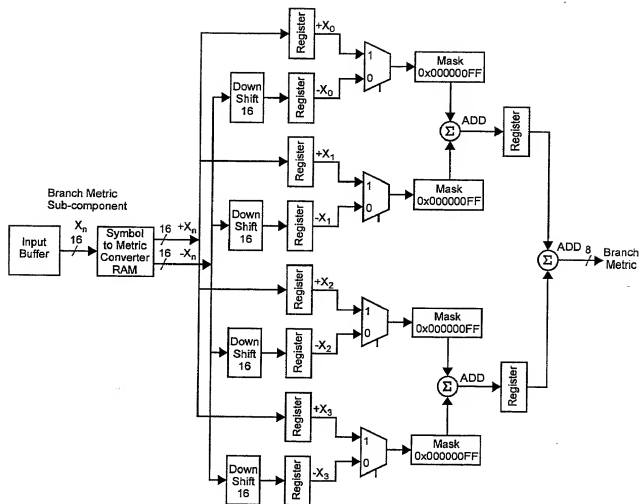 Register
+X0
1
0
Mask
0x000000FF
Down
Shift
16
Register
-X0
ADD
Σ
Register
Register
+X1
1
0
Mask
0x000000FF
Down
Shift
16
Register
-X1
Branch Metric
Sub-component
Input
Buffer
Xn
16
Symbol
to Metric
Converter
RAM
16 +Xn
16 -Xn
Σ
ADD 8
Branch
Metric
Register
+X2
1
0
Mask
0x000000FF
Down
Shift
16
Register
-X2
Σ
ADD
Register
Register
+X3
1
0
Mask
0x000000FF
Down
Shift
16
Register
-X3